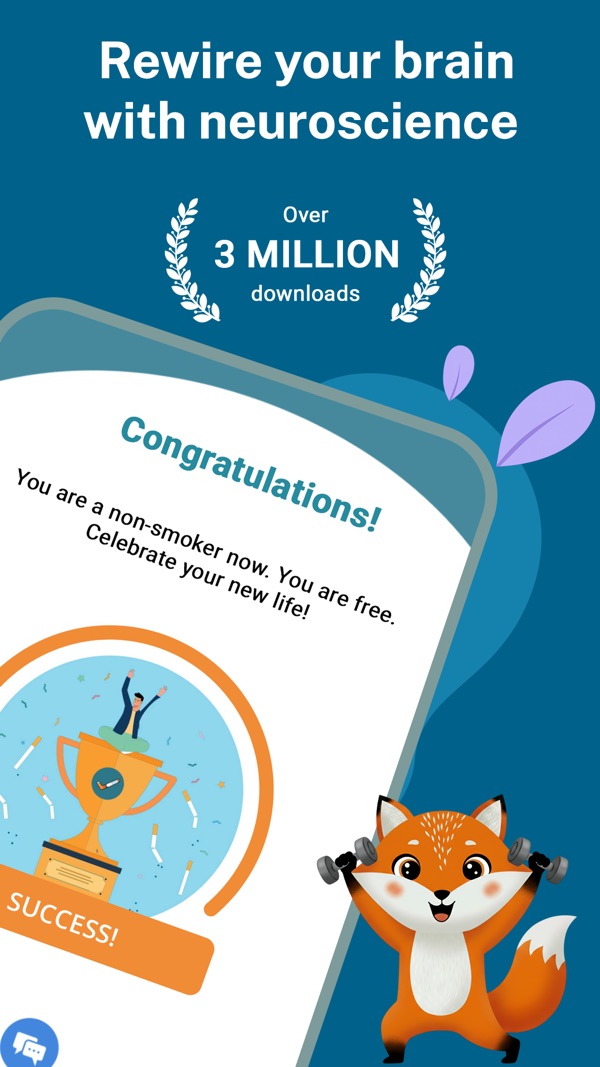 Rewire your brain
with neuroscience
Over
3 MILLION
downloads
Congratulations!
You are a non-smoker now. You are free.
Celebrate your new life!
SUCCESS!